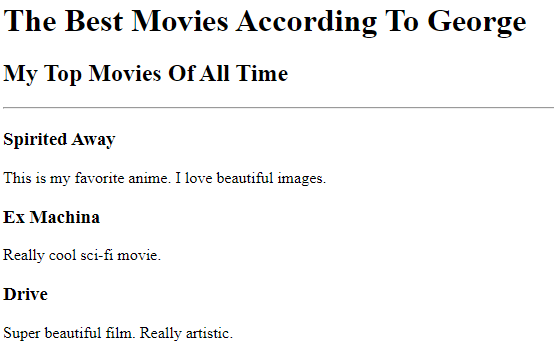 The Best Movies According To George
My Top Movies Of All Time
Spirited Away
This is my favorite anime. I love beautiful images.
Ex Machina
Really cool sci-fi movie.
Drive
Super beautiful film. Really artistic.